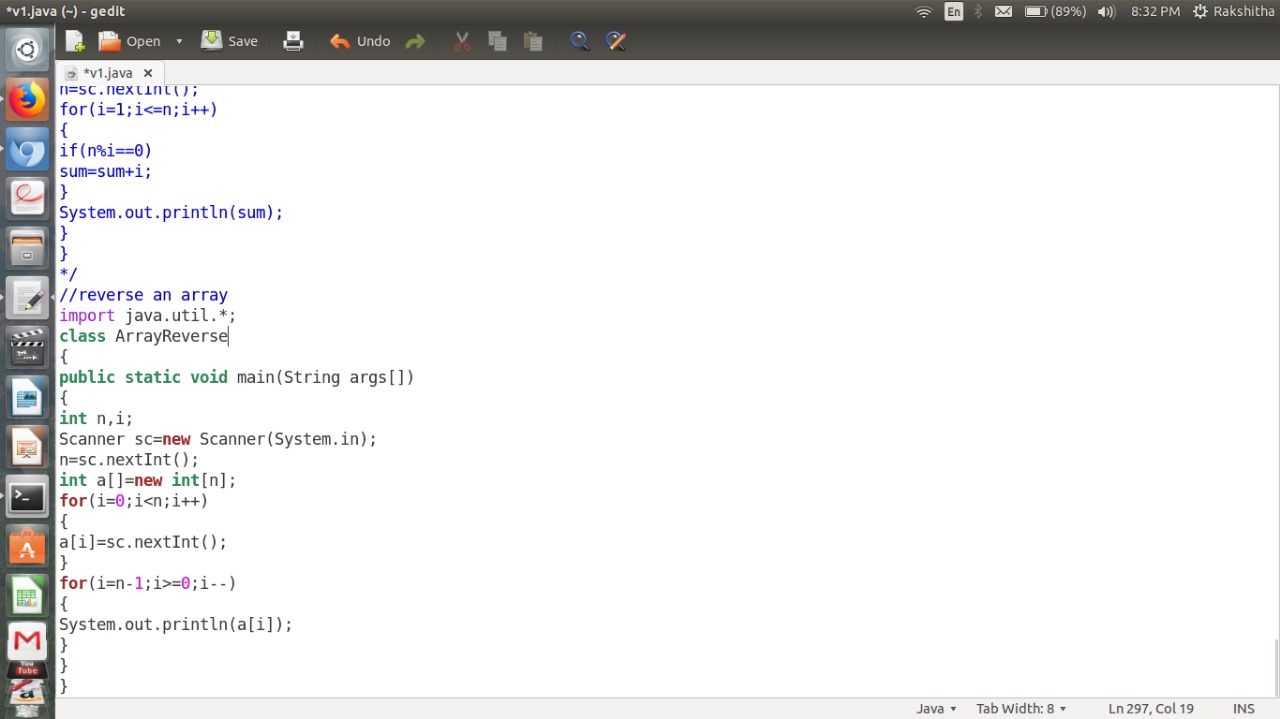 *v1.java (~) - gedit
En (89%) 8:32 PM Rakshitha
Open Save Undo
*v1.java ×
n=sc.nextInt();
for(i=1;i<=n;i++)
{
if(n%i==0)
sum=sum+i;
}
System.out.println(sum);
}
}
*/
//reverse an array
import java.util.*;
class ArrayReverse
{
public static void main(String args[])
{
int n,i;
Scanner sc=new Scanner(System.in);
n=sc.nextInt();
int a[]=new int[n];
for(i=0;i<n;i++)
{
a[i]=sc.nextInt();
}
for(i=n-1;i>=0;i--)
{
System.out.println(a[i]);
}
}
}
You
Tube
Java Tab Width: 8 Ln 297, Col 19 INS